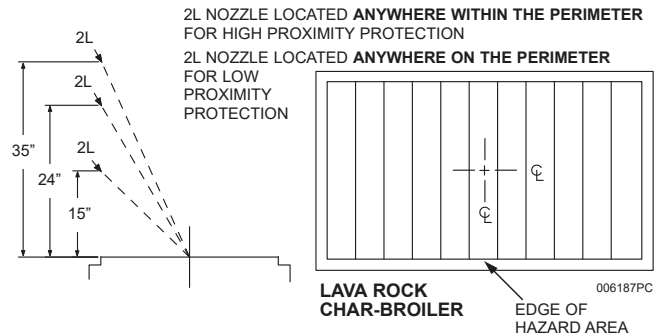 2L NOZZLE LOCATED ANYWHERE WITHIN THE PERIMETER
FOR HIGH PROXIMITY PROTECTION
2L NOZZLE LOCATED ANYWHERE ON THE PERIMETER
FOR LOW
PROXIMITY
PROTECTION
2L
2L
2L
35"
24"
15"
℄
℄
LAVA ROCK
CHAR-BROILER
006187PC
EDGE OF
HAZARD AREA